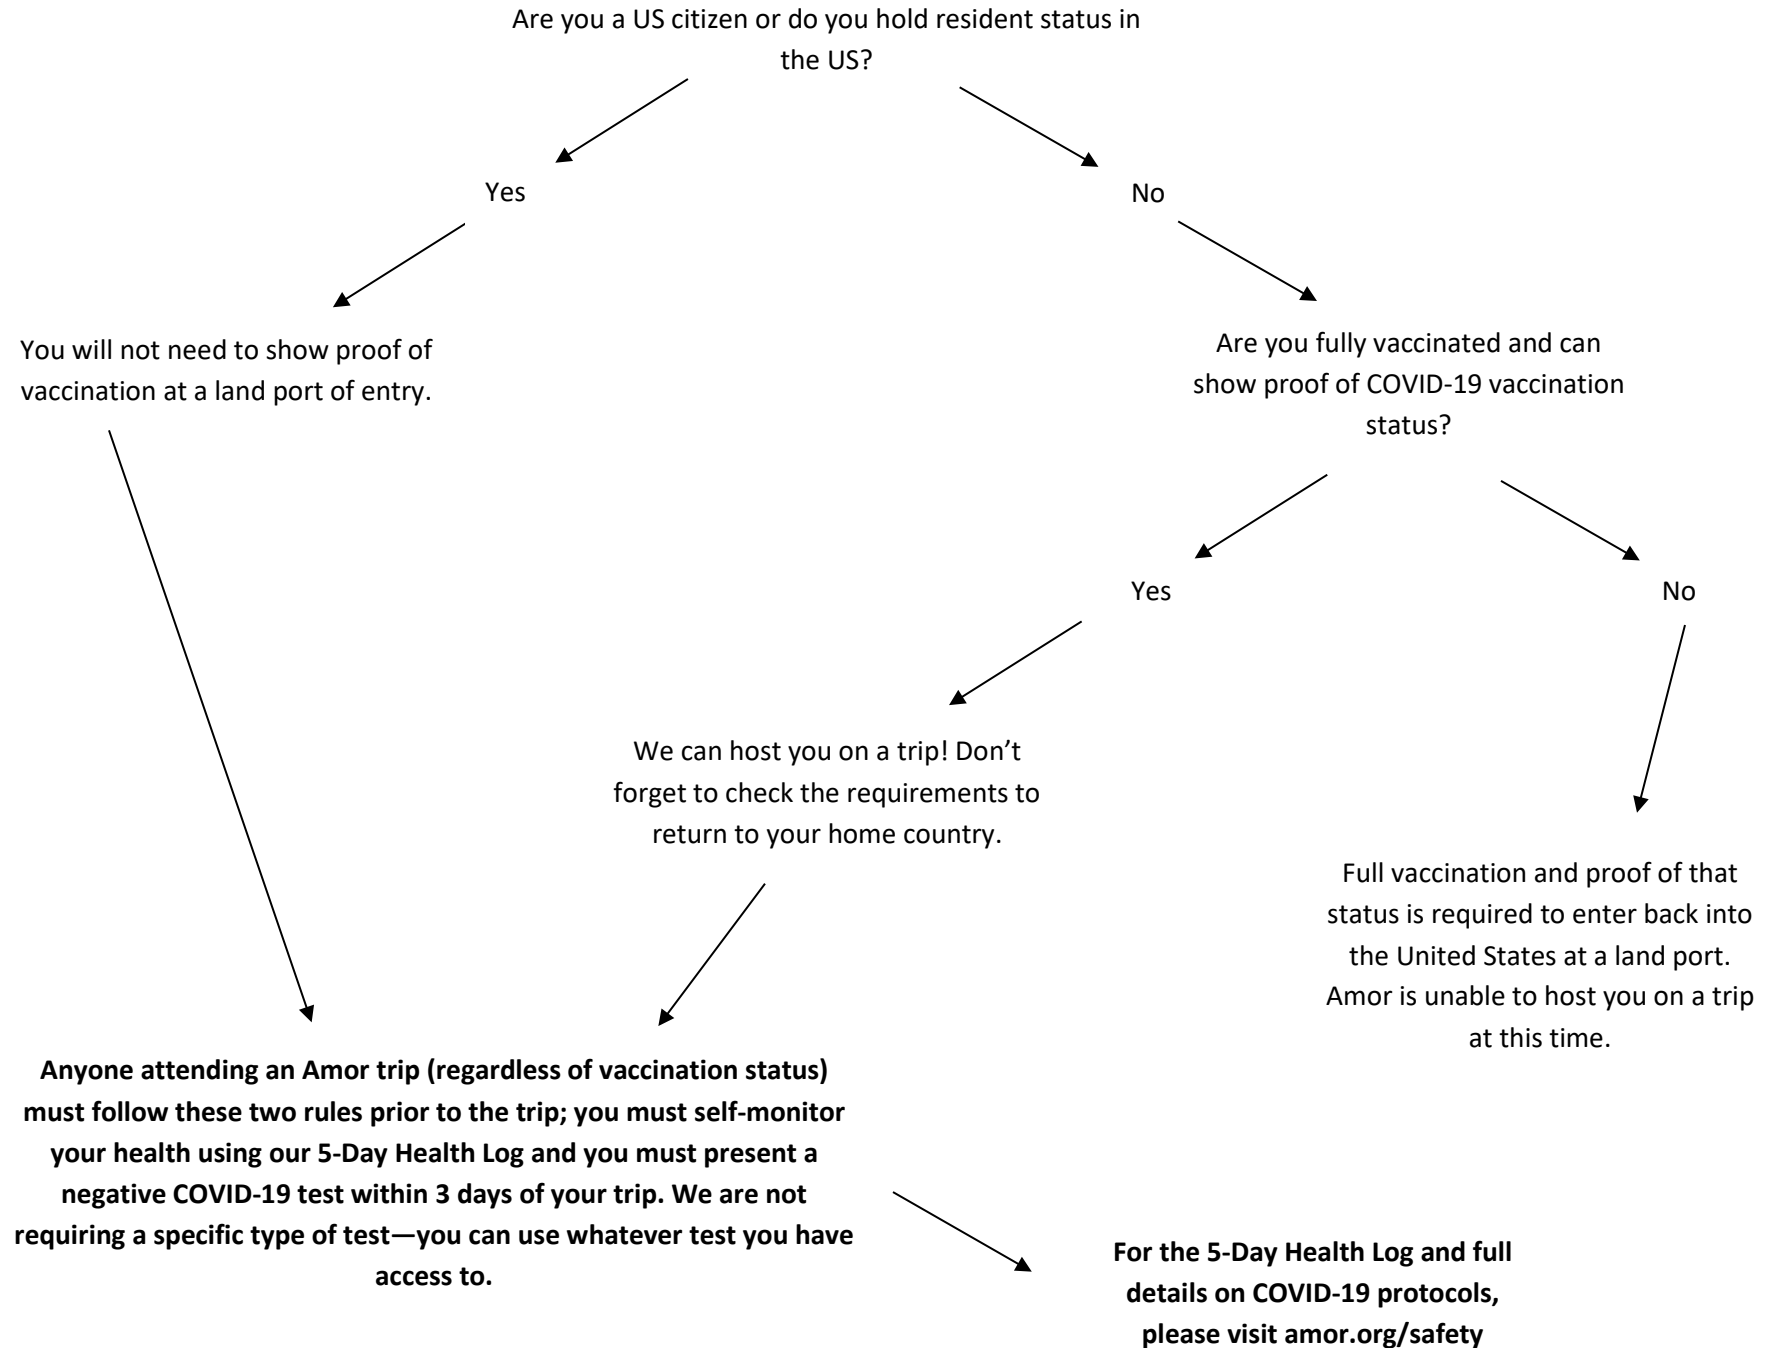 Are you a US citizen or do you hold resident status in
the US?
Yes
No
You will not need to show proof of
vaccination at a land port of entry.
Are you fully vaccinated and can
show proof of COVID-19 vaccination
status?
Yes
No
We can host you on a trip! Don’t
forget to check the requirements to
return to your home country.
Full vaccination and proof of that
status is required to enter back into
the United States at a land port.
Amor is unable to host you on a trip
at this time.
Anyone attending an Amor trip (regardless of vaccination status)
must follow these two rules prior to the trip; you must self-monitor
your health using our 5-Day Health Log and you must present a
negative COVID-19 test within 3 days of your trip. We are not
requiring a specific type of test—you can use whatever test you have
access to.
For the 5-Day Health Log and full
details on COVID-19 protocols,
please visit amor.org/safety